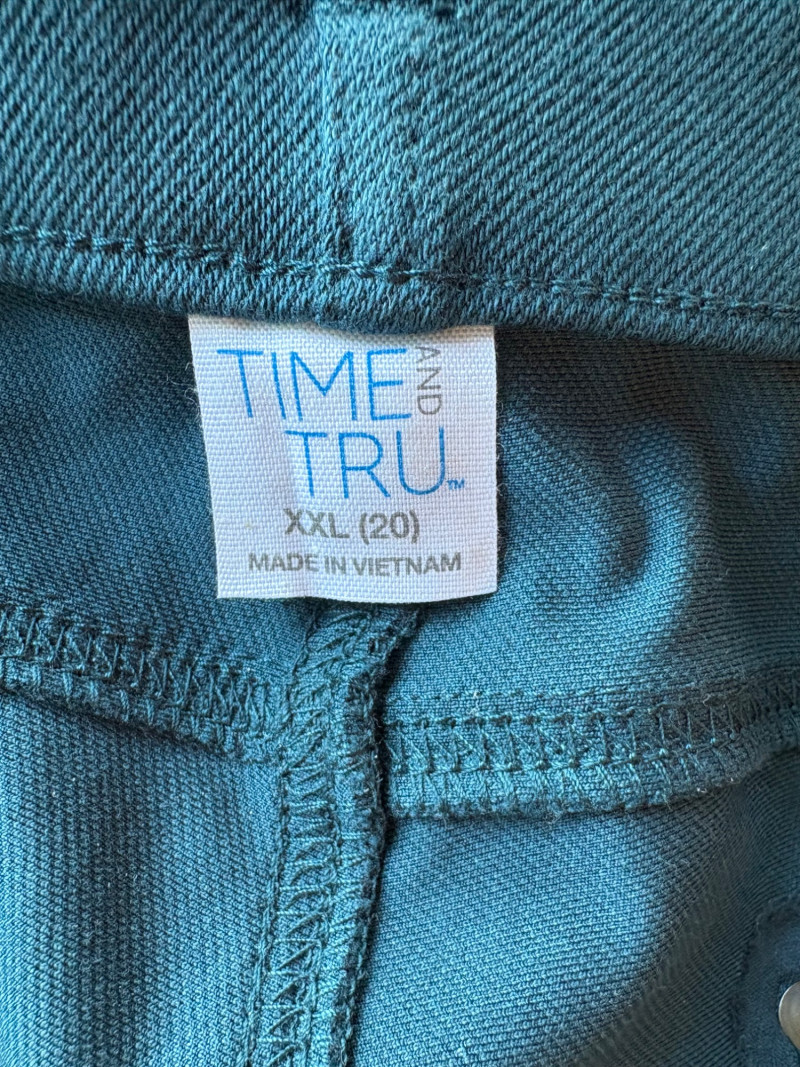 TIME AND
TRU™
XXL (20)
MADE IN VIETNAM